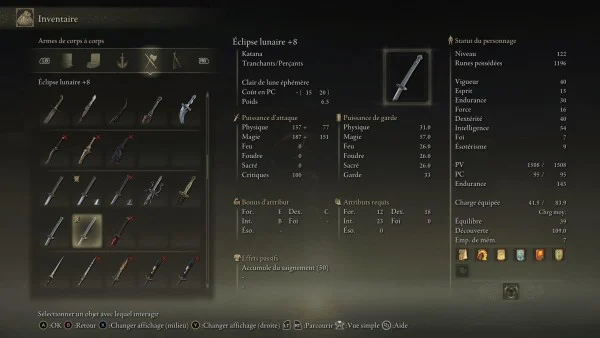 Inventaire
Armes de corps à corps
LB
RB
Éclipse lunaire +8
Éclipse lunaire +8
Katana
Tranchants/Perçants
Clair de lune éphémère
Coût en PC - ( 15 20 )
Poids 6.5
Puissance d'attaque
Physique 157 + 77
Magie 187 + 151
Feu 0
Foudre 0
Sacré 0
Critiques 100
Puissance de garde
Physique 31.0
Magie 57.0
Feu 26.0
Foudre 26.0
Sacré 26.0
Garde 33
Bonus d'attribut
For. E Dex. C
Int. B Foi -
Éso. -
Attributs requis
For. 12 Dex. 18
Int. 23 Foi 0
Éso. 0
Effets passifs
Accumule du saignement (50)
-
-
Statut du personnage
Niveau 122
Runes possédées 1196
Vigueur 40
Esprit 15
Endurance 30
Force 16
Dextérité 40
Intelligence 54
Foi 7
Ésotérisme 9
PV 1508 / 1508
PC 95 / 95
Endurance 143
Charge équipée 41.5 / 83.9
Chrg moy.
Équilibre 39
Découverte 109.0
Emp. de mém. 7
Sélectionner un objet avec lequel interagir
A :OK B :Retour X :Changer affichage (milieu) Y :Changer affichage (droite) LT RT :Parcourir :Vue simple :Aide